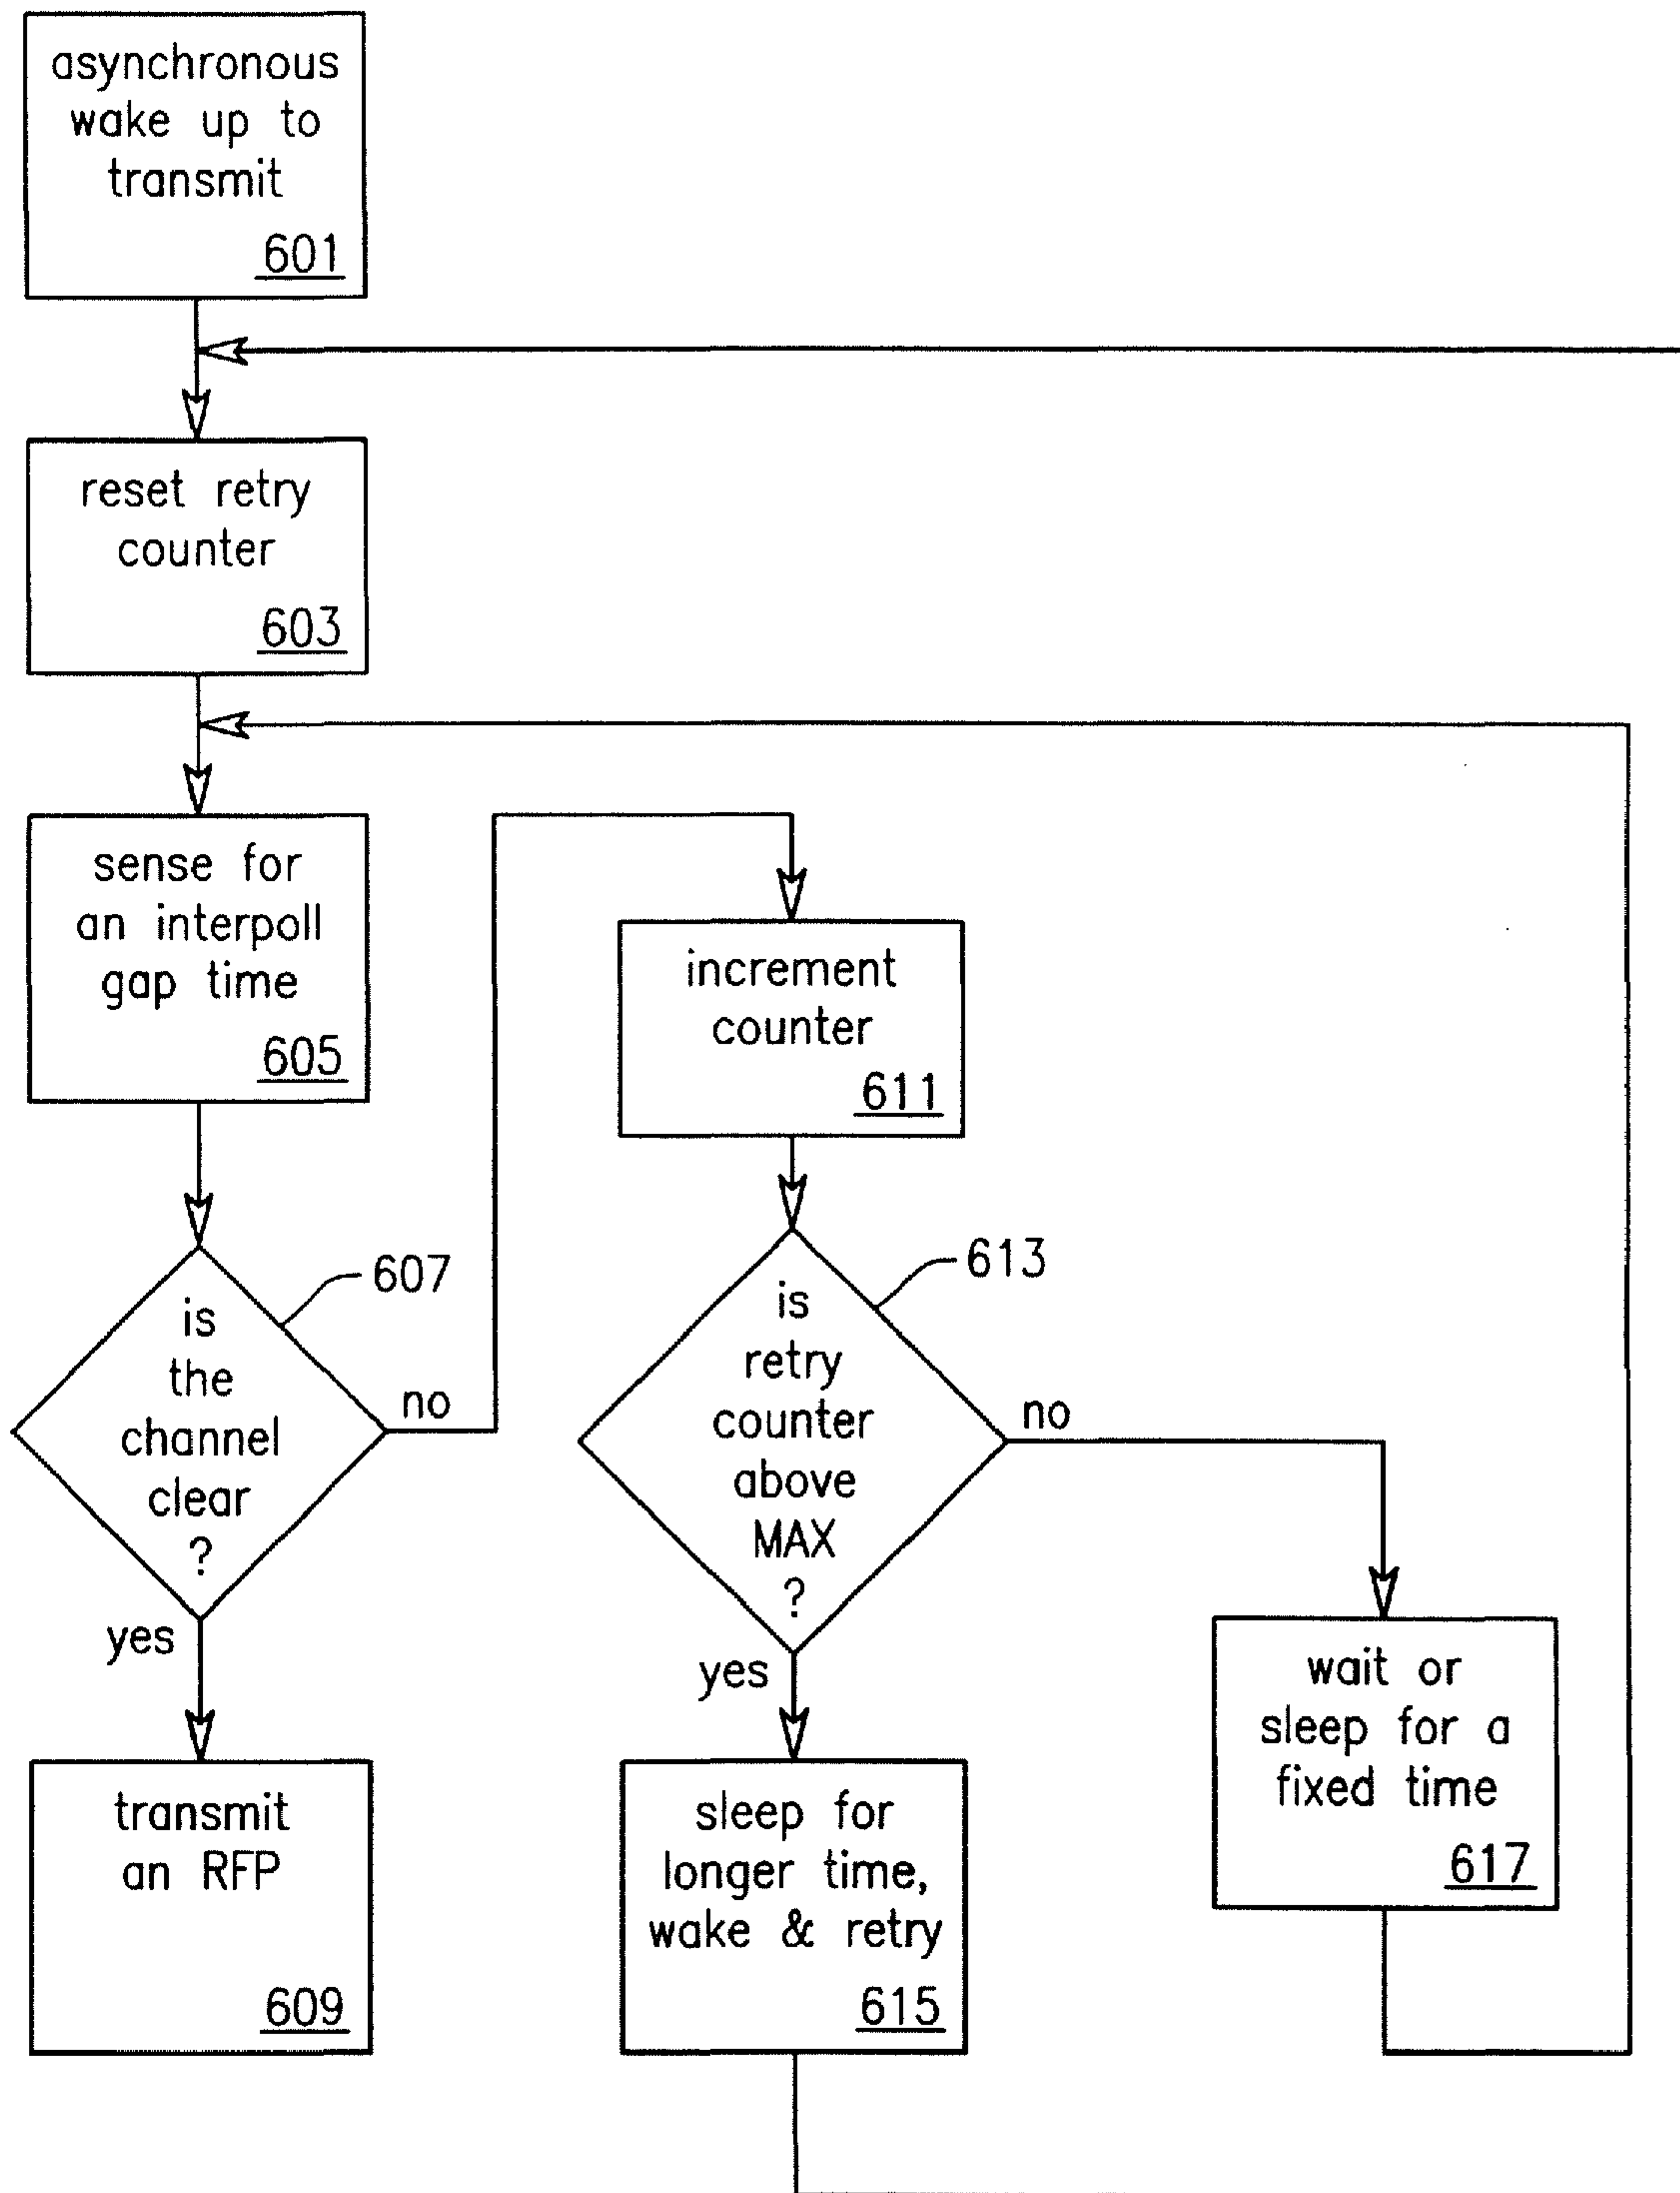 asynchronous
wake up to
transmit
601
reset retry
counter
603
sense for
an interpoll
gap time
605
increment
counter
611
is
the
channel
clear
?
607
no
yes
is
retry
counter
above
MAX
?
613
no
yes
transmit
an RFP
609
sleep for
longer time,
wake & retry
615
wait or
sleep for a
fixed time
617